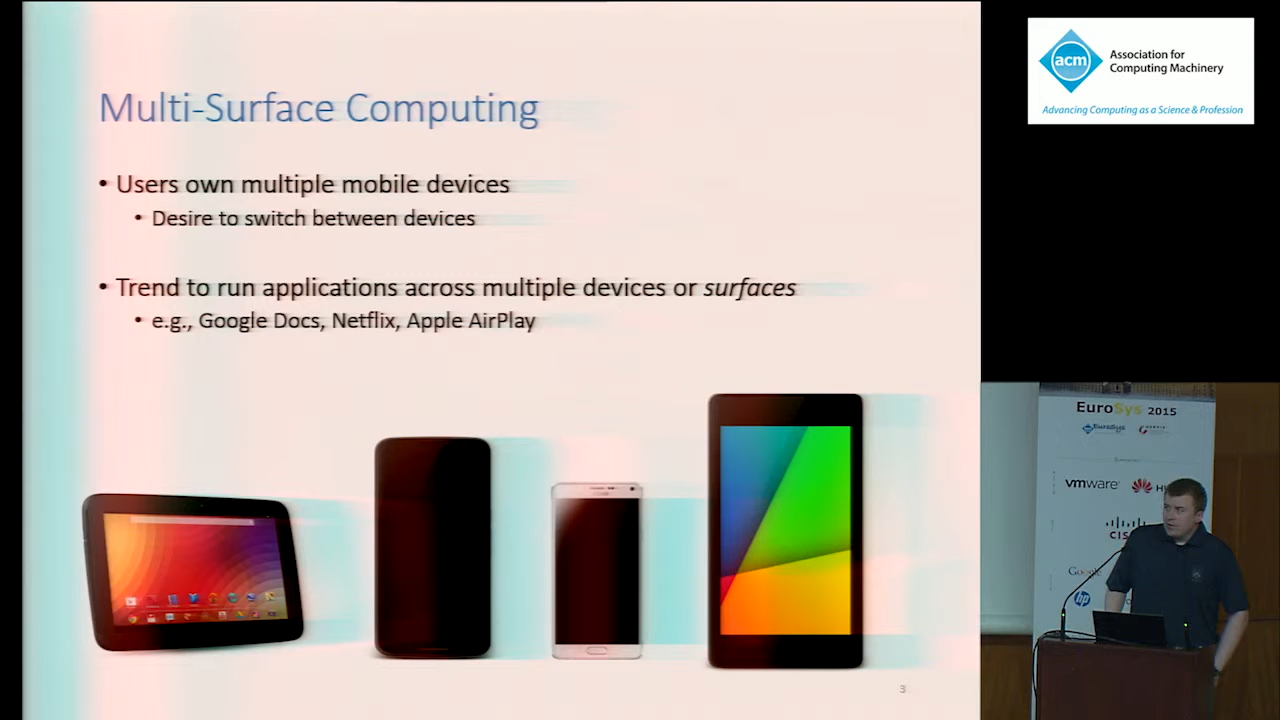 Multi-Surface Computing
• Users own multiple mobile devices
• Desire to switch between devices
• Trend to run applications across multiple devices or surfaces
• e.g., Google Docs, Netflix, Apple AirPlay
3
acm
Association for
Computing Machinery
Advancing Computing as a Science & Profession
EuroSys 2015
EuroSys
vmware
Google
hp